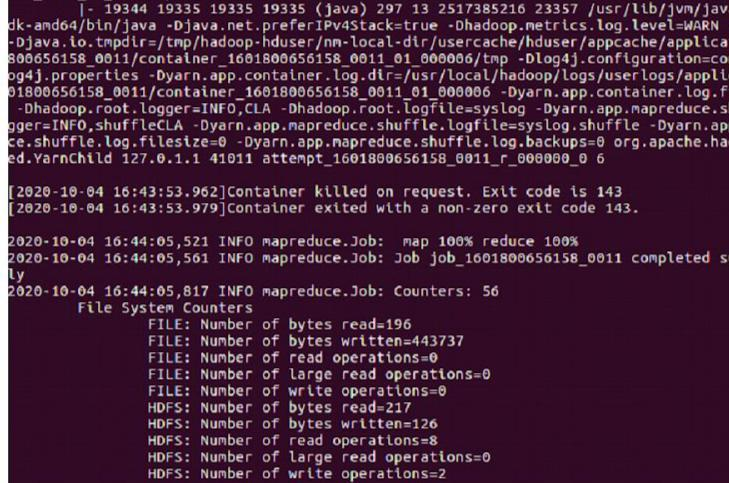 |- 19344 19335 19335 19335 (java) 297 13 2517385216 23357 /usr/lib/jvm/jav
dk-amd64/bin/java -Djava.net.preferIPv4Stack=true -Dhadoop.metrics.log.level=WARN
-Djava.io.tmpdir=/tmp/hadoop-hduser/nm-local-dir/usercache/hduser/appcache/applica
800656158_0011/container_1601800656158_0011_01_000006/tmp -Dlog4j.configuration=co
og4j.properties -Dyarn.app.container.log.dir=/usr/local/hadoop/logs/userlogs/appli
01800656158_0011/container_1601800656158_0011_01_000006 -Dyarn.app.container.log.f
-Dhadoop.root.logger=INFO,CLA -Dhadoop.root.logfile=syslog -Dyarn.app.mapreduce.s
gger=INFO,shuffleCLA -Dyarn.app.mapreduce.shuffle.logfile=syslog.shuffle -Dyarn.ap
ce.shuffle.log.filesize=0 -Dyarn.app.mapreduce.shuffle.log.backups=0 org.apache.ha
ed.YarnChild 127.0.1.1 41011 attempt_1601800656158_0011_r_000000_0 6
[2020-10-04 16:43:53.962]Container killed on request. Exit code is 143
[2020-10-04 16:43:53.979]Container exited with a non-zero exit code 143.
2020-10-04 16:44:05,521 INFO mapreduce.Job:  map 100% reduce 100%
2020-10-04 16:44:05,561 INFO mapreduce.Job: Job job_1601800656158_0011 completed s
ly
2020-10-04 16:44:05,817 INFO mapreduce.Job: Counters: 56
File System Counters
FILE: Number of bytes read=196
FILE: Number of bytes written=443737
FILE: Number of read operations=0
FILE: Number of large read operations=0
FILE: Number of write operations=0
HDFS: Number of bytes read=217
HDFS: Number of bytes written=126
HDFS: Number of read operations=8
HDFS: Number of large read operations=0
HDFS: Number of write operations=2